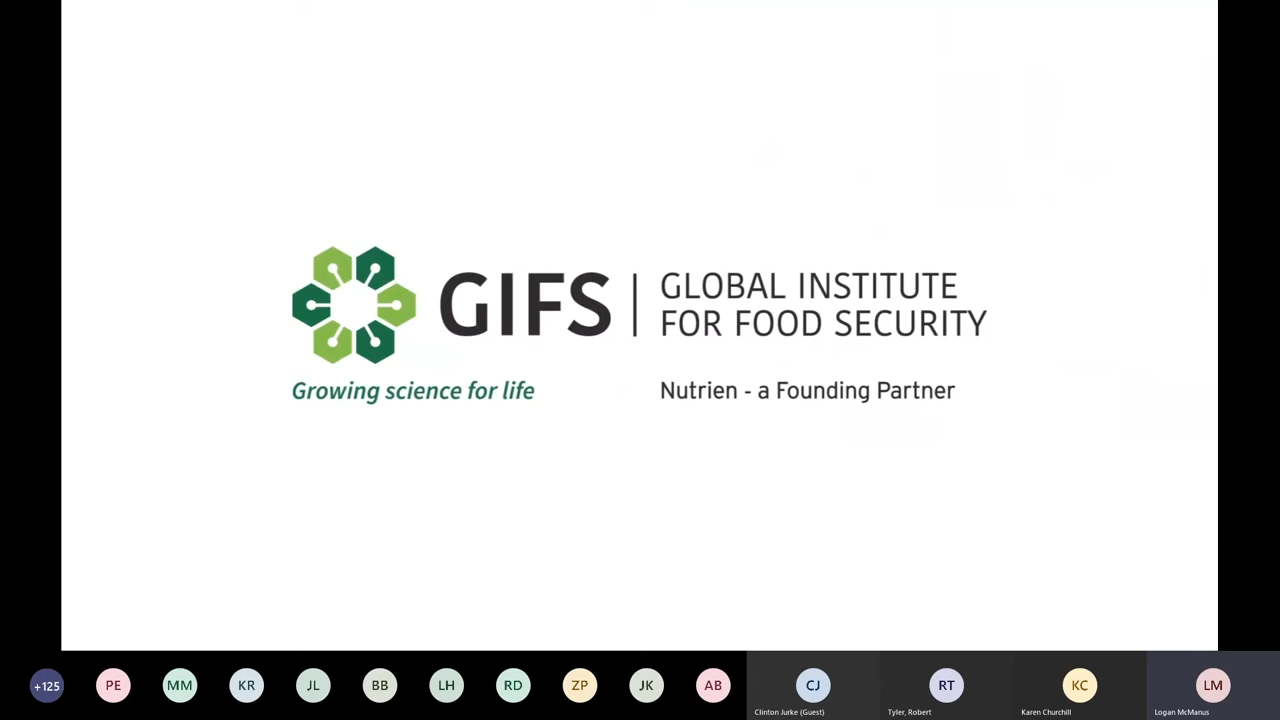 GIFS
GLOBAL INSTITUTE
FOR FOOD SECURITY
Growing science for life
Nutrien - a Founding Partner
+125
PE
MM
KR
JL
BB
LH
RD
ZP
JK
AB
CJ
RT
KC
LM
Clinton Jurke (Guest)
Tyler, Robert
Karen Churchill
Logan McManus